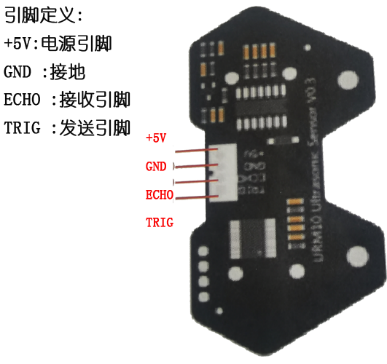 引脚定义:
+5V:电源引脚
GND :接地
ECHO :接收引脚
TRIG :发送引脚
+5V
GND
ECHO
TRIG
URM10 Ultrasonic Sensor V0.3